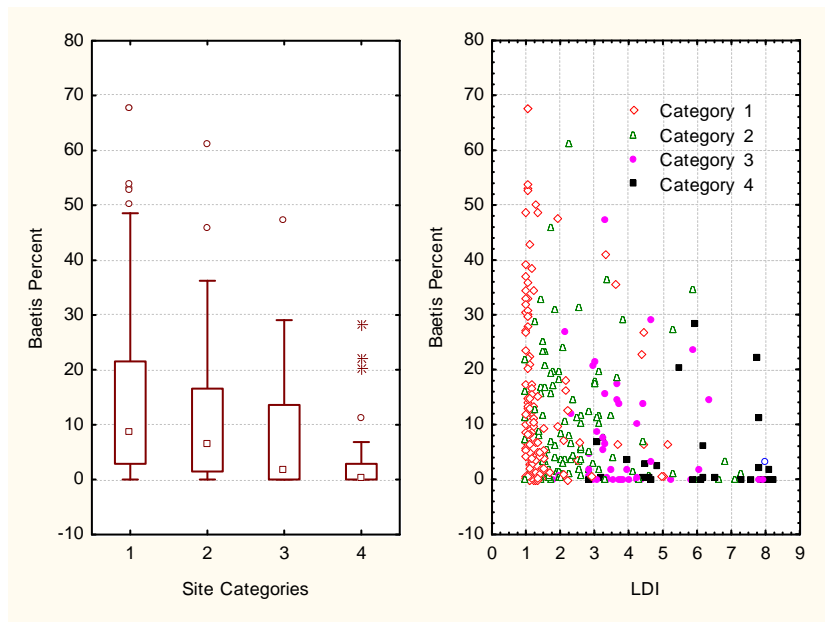 80
70
60
50
40
30
20
10
0
-10
Baetis Percent
1 2 3 4
Site Categories
80
70
60
50
40
30
20
10
0
-10
Baetis Percent
Category 1
Category 2
Category 3
Category 4
0 1 2 3 4 5 6 7 8 9
LDI